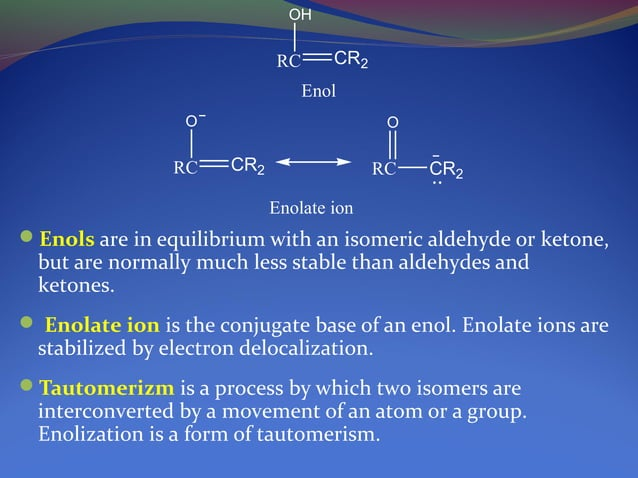 OH
RC CR2
Enol
O− O
RC CR2 RC C̄R2
Enolate ion
Enols are in equilibrium with an isomeric aldehyde or ketone,
but are normally much less stable than aldehydes and
ketones.
Enolate ion is the conjugate base of an enol. Enolate ions are
stabilized by electron delocalization.
Tautomerizm is a process by which two isomers are
interconverted by a movement of an atom or a group.
Enolization is a form of tautomerism.